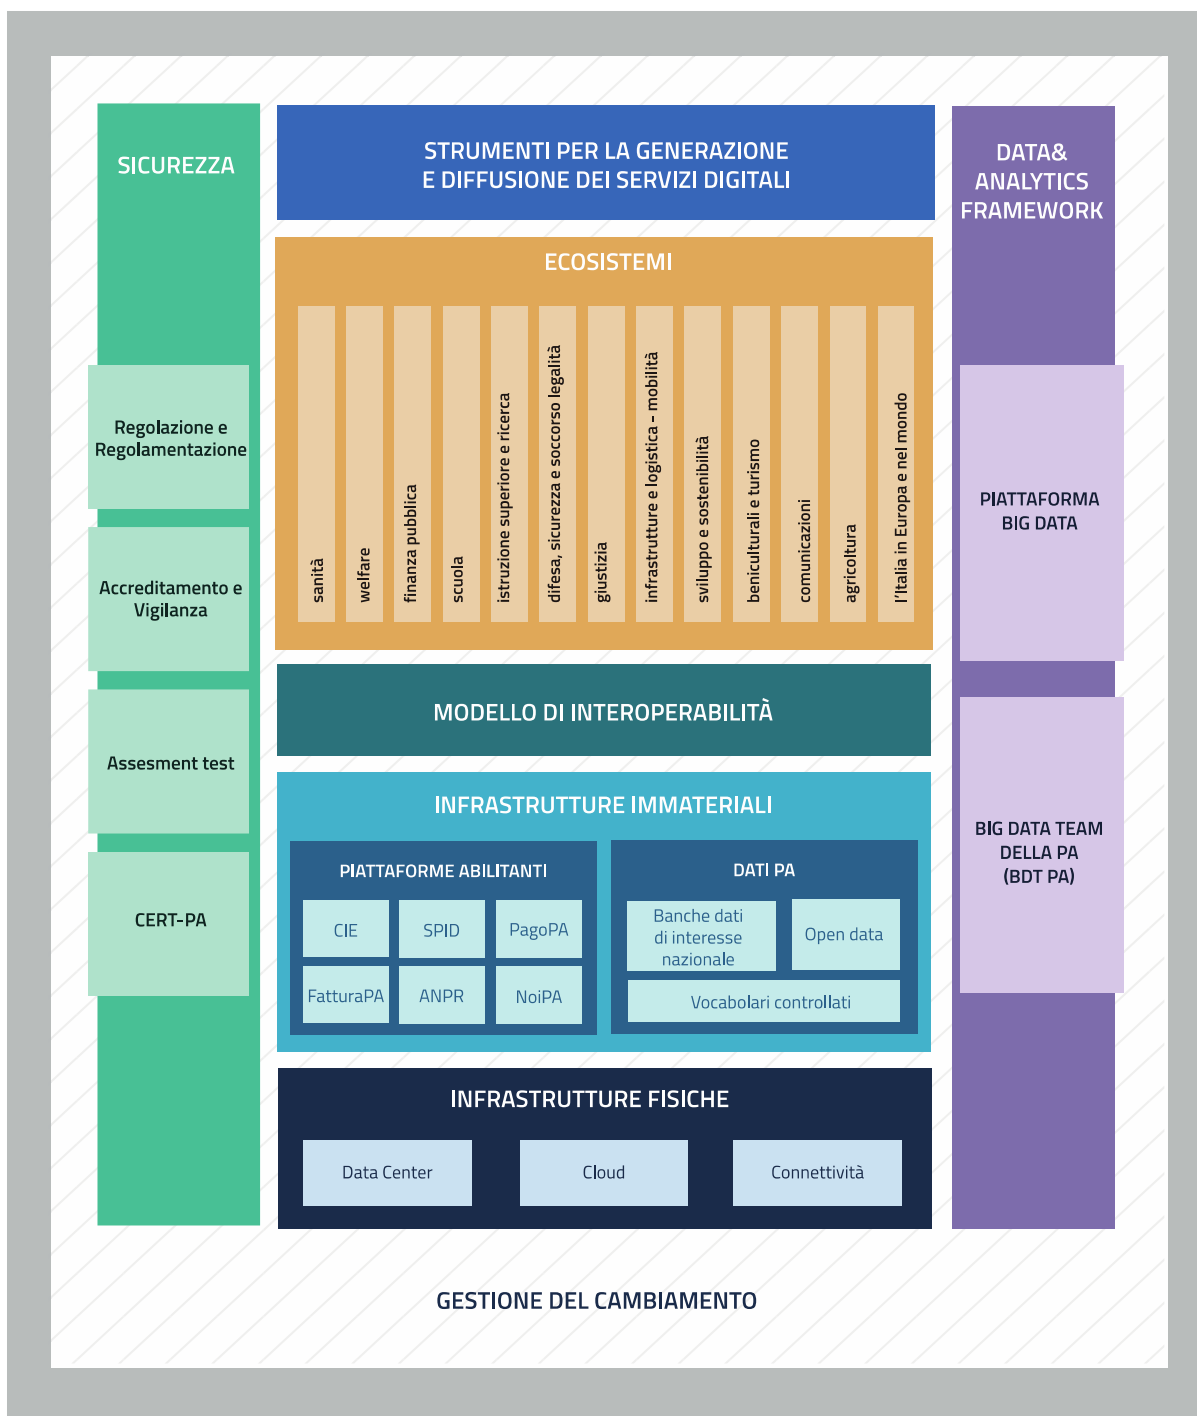 SICUREZZA
Regolazione e
Regolamentazione
Accreditamento e
Vigilanza
Assesment test
CERT-PA
STRUMENTI PER LA GENERAZIONE
E DIFFUSIONE DEI SERVIZI DIGITALI
ECOSISTEMI
sanità
welfare
finanza pubblica
scuola
istruzione superiore e ricerca
difesa, sicurezza e soccorso legalità
giustizia
infrastrutture e logistica - mobilità
sviluppo e sostenibilità
beniculturali e turismo
comunicazioni
agricoltura
l'Italia in Europa e nel mondo
MODELLO DI INTEROPERABILITÀ
INFRASTRUTTURE IMMATERIALI
PIATTAFORME ABILITANTI
CIE
SPID
PagoPA
FatturaPA
ANPR
NoiPA
DATI PA
Banche dati
di interesse
nazionale
Open data
Vocabolari controllati
INFRASTRUTTURE FISICHE
Data Center
Cloud
Connettività
DATA&
ANALYTICS
FRAMEWORK
PIATTAFORMA
BIG DATA
BIG DATA TEAM
DELLA PA
(BDT PA)
GESTIONE DEL CAMBIAMENTO